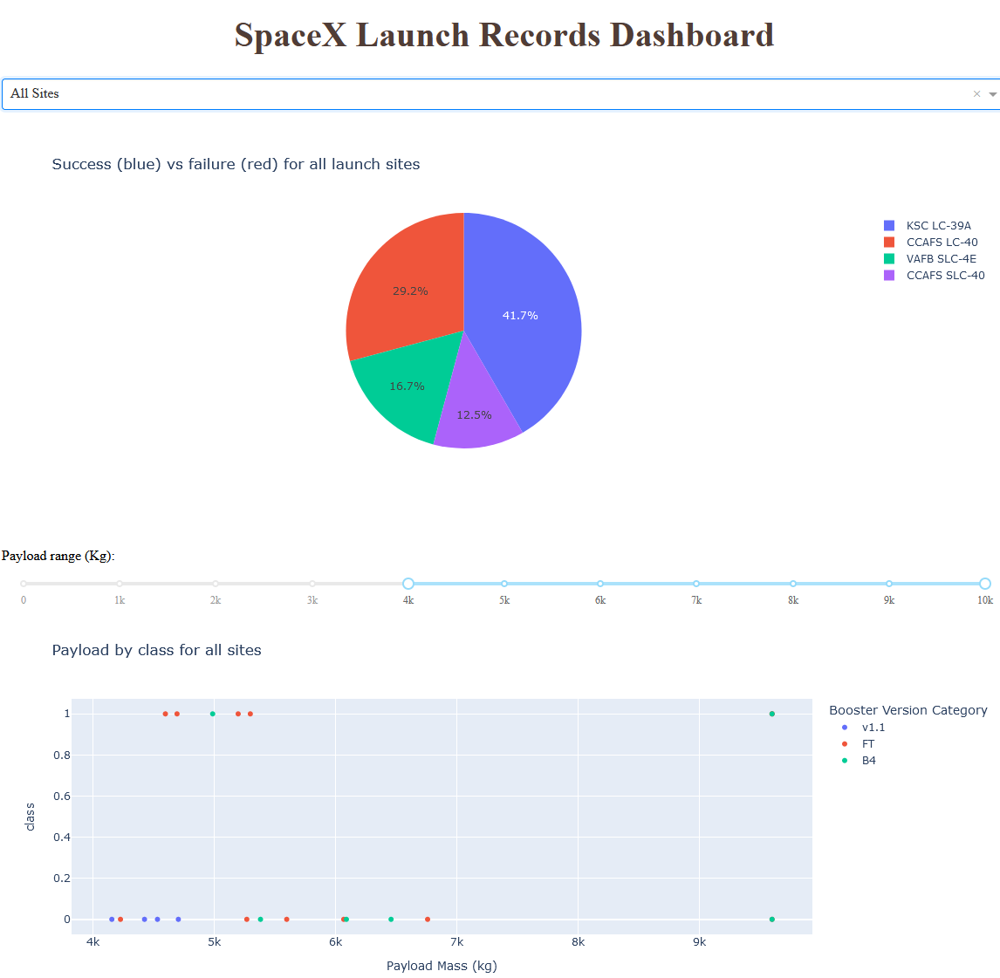 SpaceX Launch Records Dashboard
All Sites
×
Success (blue) vs failure (red) for all launch sites
KSC LC-39A
CCAFS LC-40
VAFB SLC-4E
CCAFS SLC-40
29.2%
41.7%
16.7%
12.5%
Payload range (Kg):
0 1k 2k 3k 4k 5k 6k 7k 8k 9k 10k
Payload by class for all sites
Booster Version Category
v1.1
FT
B4
class
1
0.8
0.6
0.4
0.2
0
4k 5k 6k 7k 8k 9k
Payload Mass (kg)